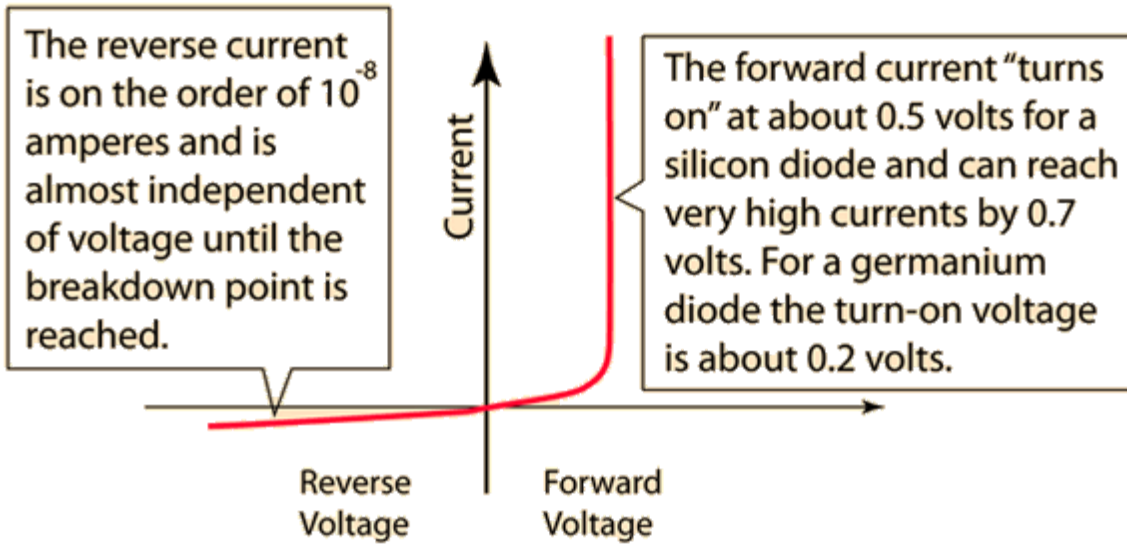 The reverse current
is on the order of 10⁻⁸
amperes and is
almost independent
of voltage until the
breakdown point is
reached.
Current
The forward current “turns
on” at about 0.5 volts for a
silicon diode and can reach
very high currents by 0.7
volts. For a germanium
diode the turn-on voltage
is about 0.2 volts.
Reverse
Voltage
Forward
Voltage